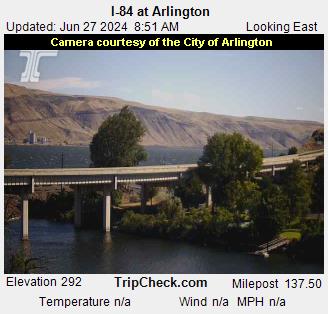 I-84 at Arlington
Updated: Jun 27 2024 8:51 AM Looking East
Camera courtesy of the City of Arlington
Elevation 292 TripCheck.com Milepost 137.50
Temperature n/a Wind n/a MPH n/a